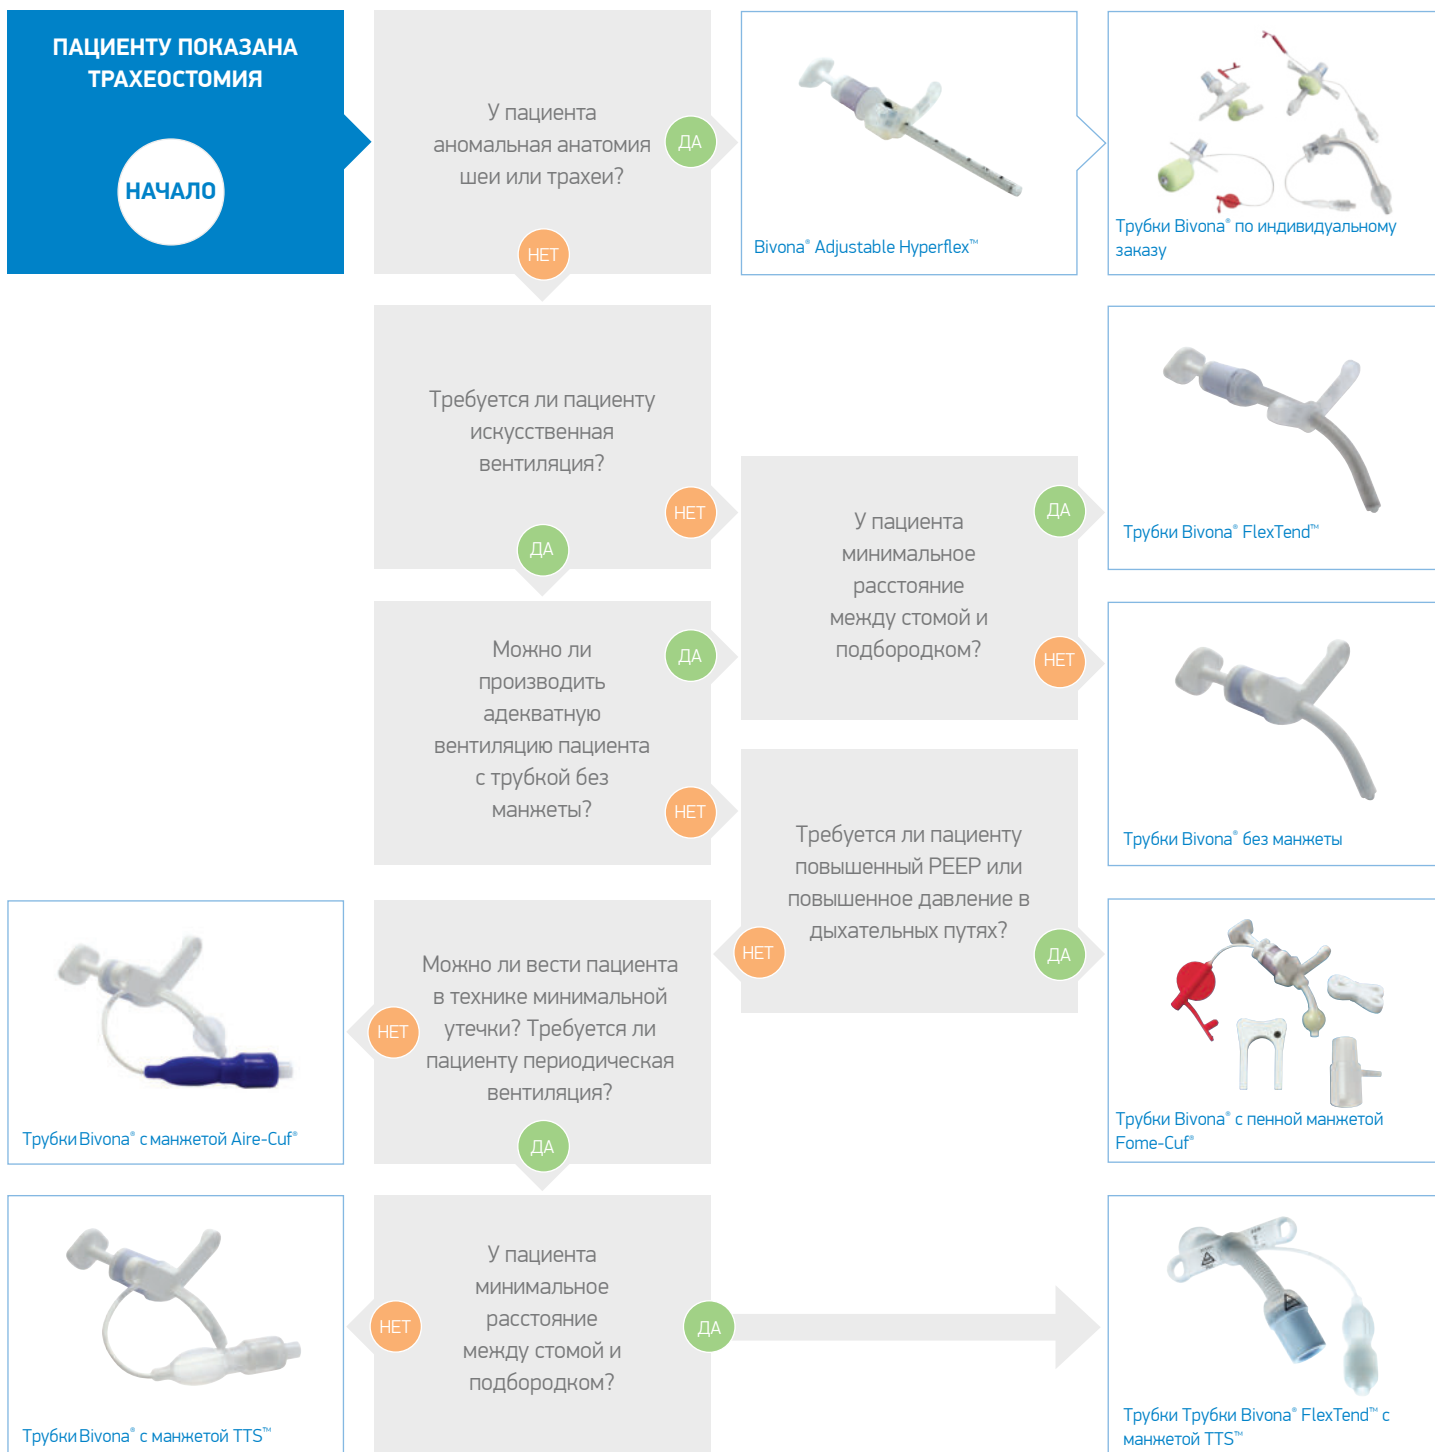 ПАЦИЕНТУ ПОКАЗАНА
ТРАХЕОСТОМИЯ
НАЧАЛО
У пациента
аномальная анатомия
шеи или трахеи?
ДА
НЕТ
Bivona® Adjustable Hyperflex™
Трубки Bivona® по индивидуальному
заказу
Требуется ли пациенту
искусственная
вентиляция?
НЕТ
ДА
У пациента
минимальное
расстояние
между стомой и
подбородком?
ДА
НЕТ
Трубки Bivona® FlexTend™
Можно ли
производить
адекватную
вентиляцию пациента
с трубкой без
манжеты?
ДА
НЕТ
Трубки Bivona® без манжеты
Требуется ли пациенту
повышенный PEEP или
повышенное давление в
дыхательных путях?
НЕТ
ДА
Трубки Bivona® с пенной манжетой
Fome-Cuf®
Можно ли вести пациента
в технике минимальной
утечки? Требуется ли
пациенту периодическая
вентиляция?
НЕТ
ДА
Трубки Bivona® с манжетой Aire-Cuf®
У пациента
минимальное
расстояние
между стомой и
подбородком?
НЕТ
ДА
Трубки Bivona® с манжетой TTS™
Трубки Трубки Bivona® FlexTend™ с
манжетой TTS™